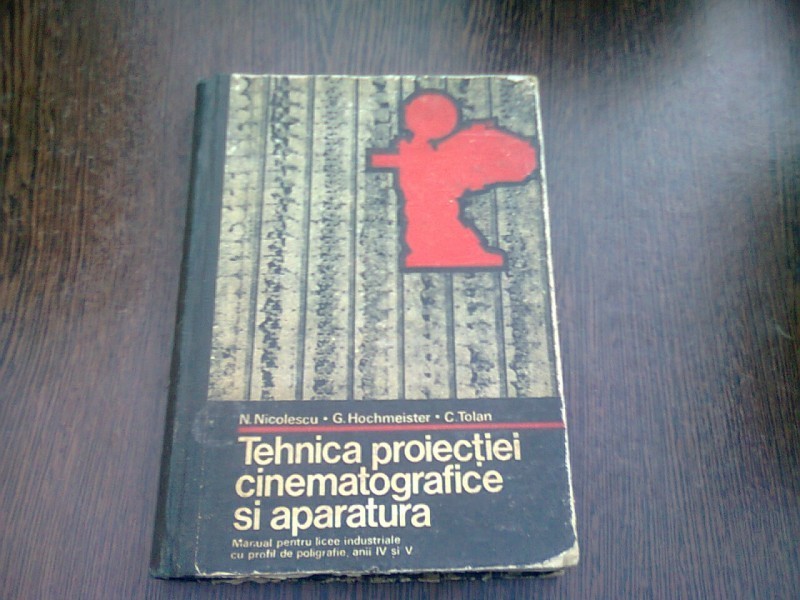 N. Nicolescu • G. Hochmeister • C. Tolan
Tehnica proiecției
cinematografice
si aparatura
Manual pentru licee industriale
cu profil de poligrafie, anii IV și V